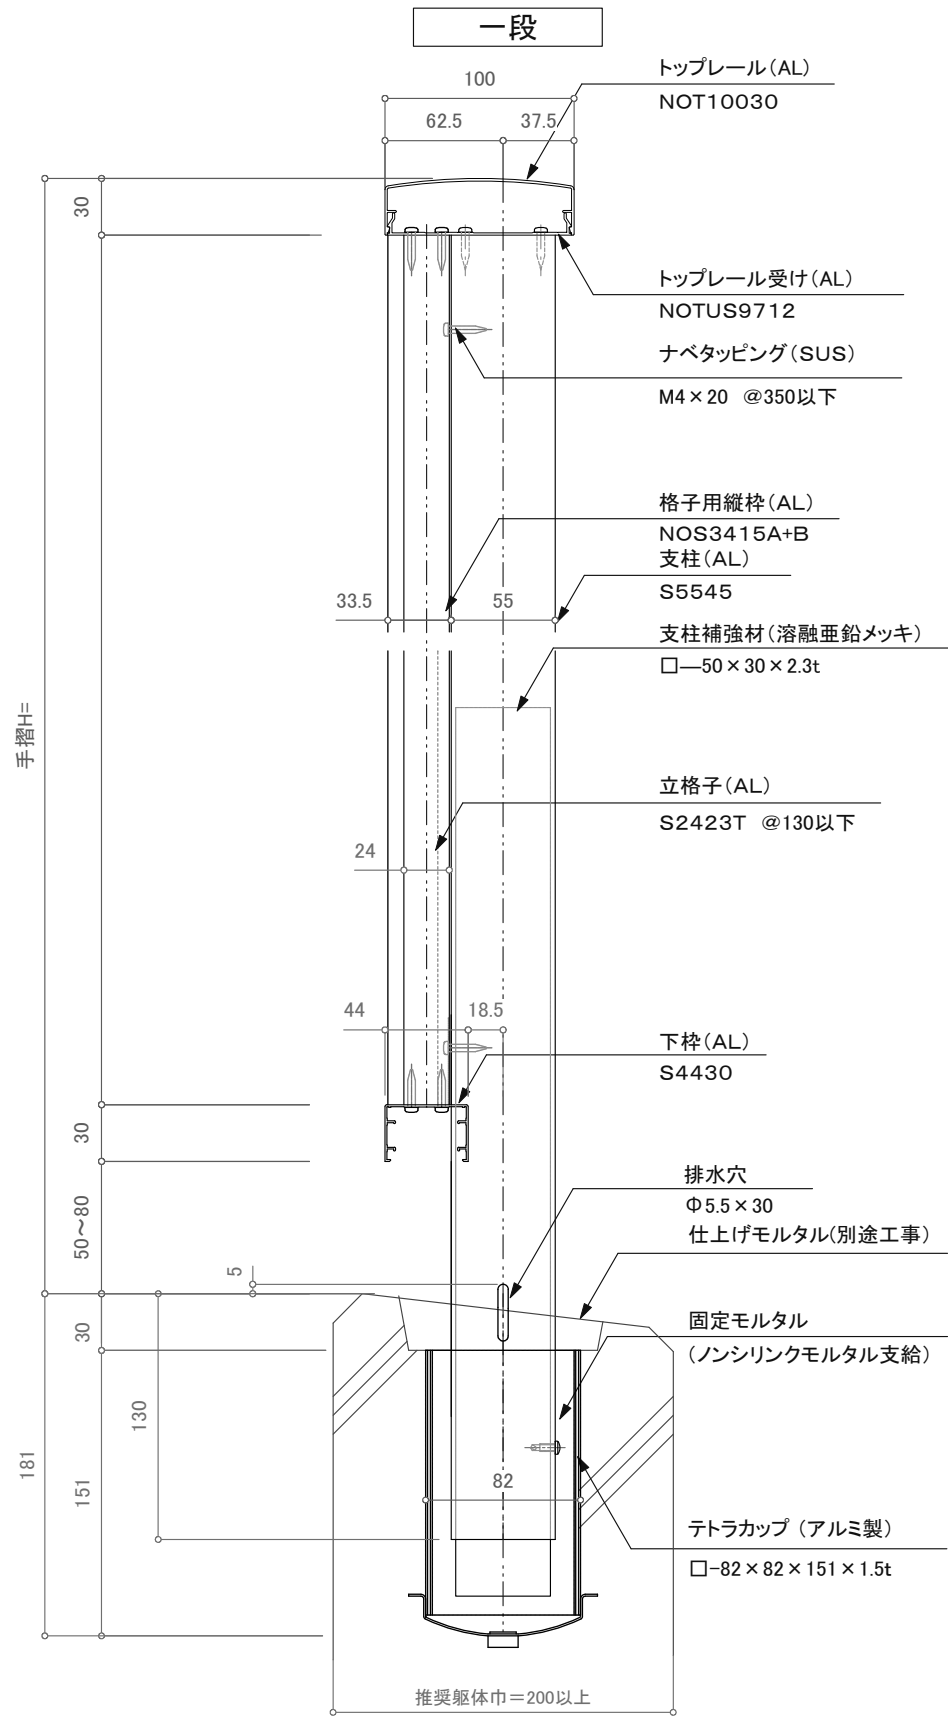 一段
100
トップレール(AL)
NOT10030
62.5
37.5
30
トップレール受け(AL)
NOTUS9712
ナベタッピング(SUS)
M4×20 @350以下
格子用縦枠(AL)
NOS3415A+B
支柱(AL)
S5545
33.5
55
支柱補強材(溶融亜鉛メッキ)
□―50×30×2.3t
手摺H=
立格子(AL)
S2423T @130以下
24
44
18.5
下枠(AL)
S4430
30
50~80
排水穴
Φ5.5×30
仕上げモルタル(別途工事)
5
30
固定モルタル
(ノンシリンクモルタル支給)
130
181
151
82
テトラカップ (アルミ製)
□-82×82×151×1.5t
推奨躯体巾=200以上